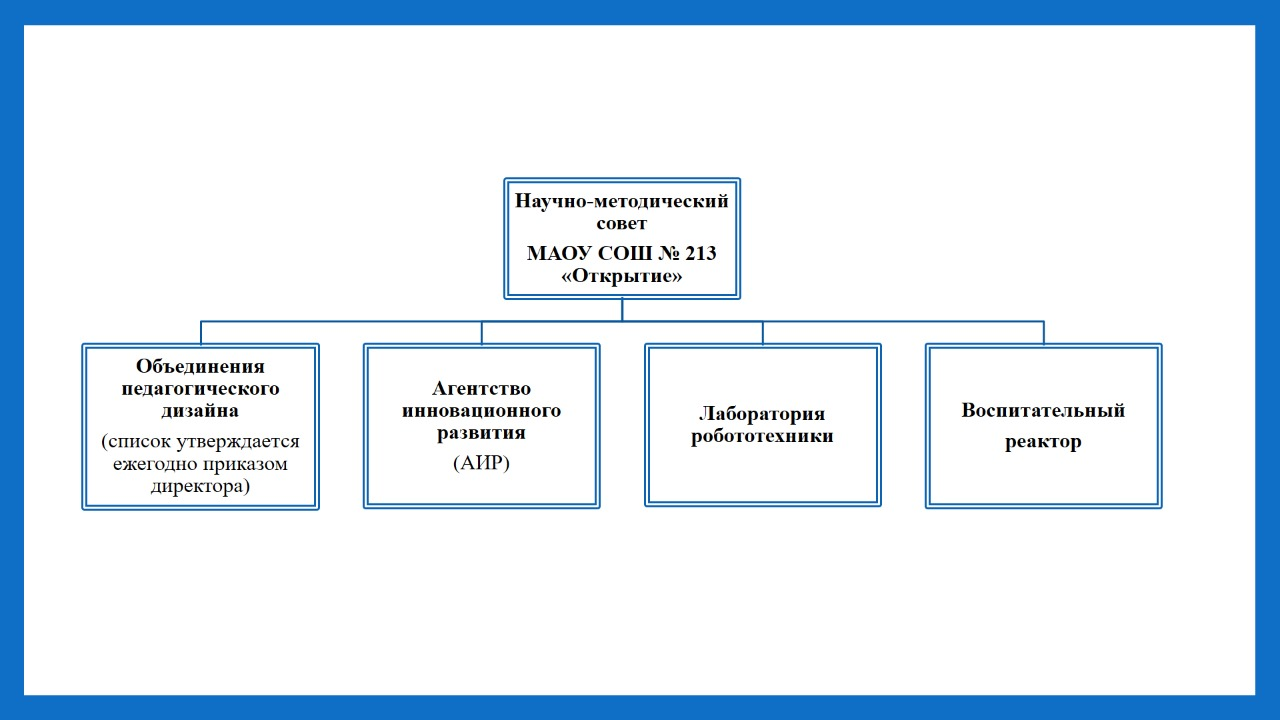 Научно-методический
совет
МАОУ СОШ № 213
«Открытие»
Объединения
педагогического
дизайна
(список утверждается
ежегодно приказом
директора)
Агентство
инновационного
развития
(АИР)
Лаборатория
робототехники
Воспитательный
реактор